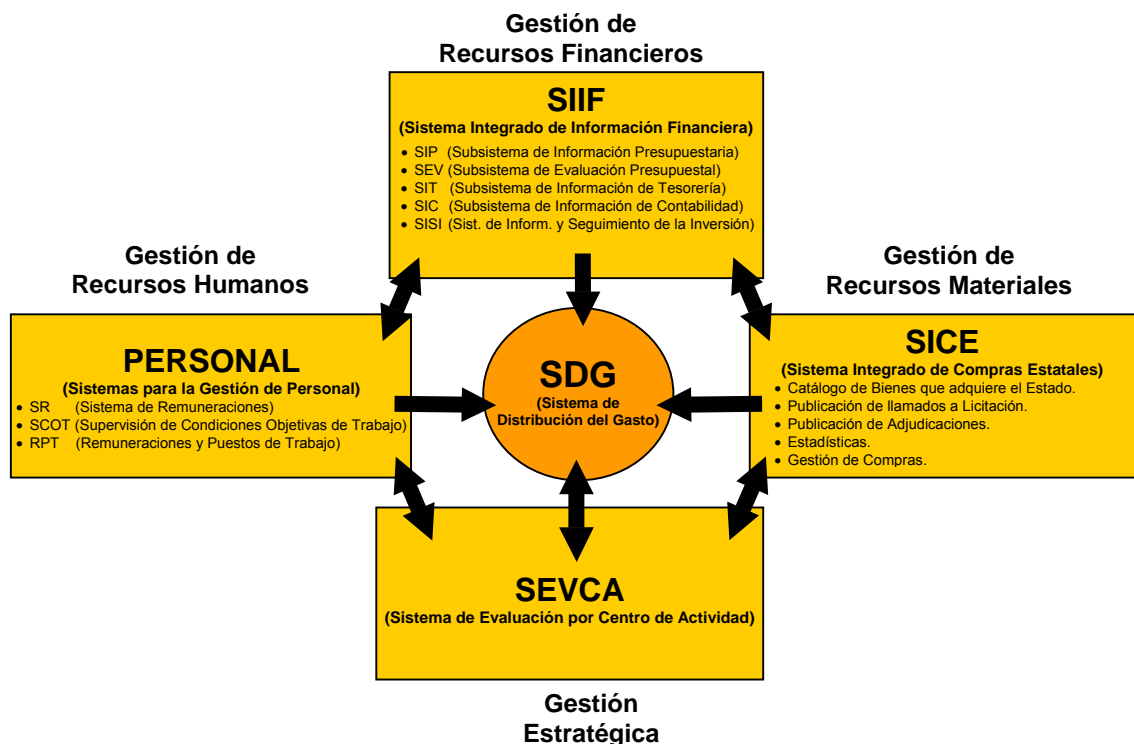 Gestión de
Recursos Financieros
SIIF
(Sistema Integrado de Información Financiera)
• SIP (Subsistema de Información Presupuestaria)
• SEV (Subsistema de Evaluación Presupuestal)
• SIT (Subsistema de Información de Tesorería)
• SIC (Subsistema de Información de Contabilidad)
• SISI (Sist. de Inform. y Seguimiento de la Inversión)
Gestión de
Recursos Humanos
PERSONAL
(Sistemas para la Gestión de Personal)
• SR (Sistema de Remuneraciones)
• SCOT (Supervisión de Condiciones Objetivas de Trabajo)
• RPT (Remuneraciones y Puestos de Trabajo)
SDG
(Sistema de
Distribución del Gasto)
Gestión de
Recursos Materiales
SICE
(Sistema Integrado de Compras Estatales)
• Catálogo de Bienes que adquiere el Estado.
• Publicación de llamados a Licitación.
• Publicación de Adjudicaciones.
• Estadísticas.
• Gestión de Compras.
SEVCA
(Sistema de Evaluación por Centro de Actividad)
Gestión
Estratégica